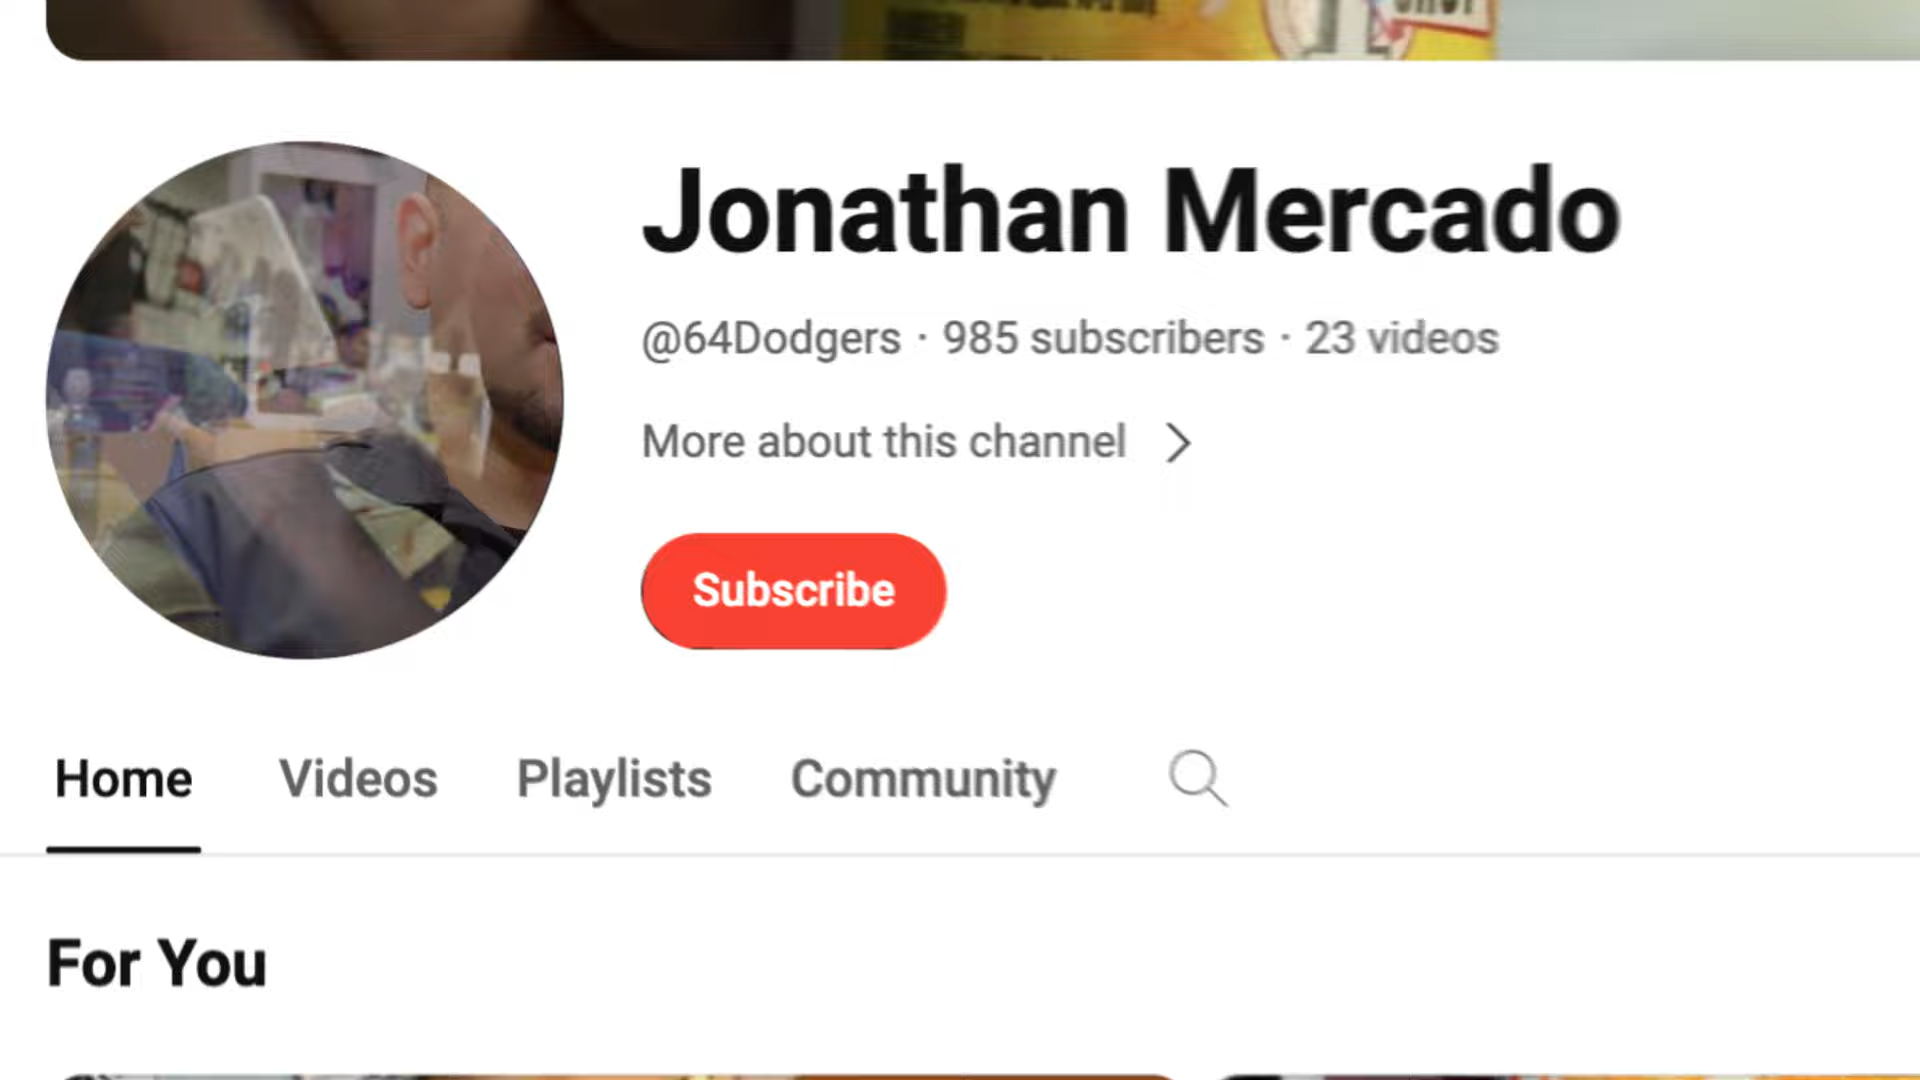 Jonathan Mercado
@64Dodgers · 985 subscribers · 23 videos
More about this channel
Subscribe
Home Videos Playlists Community
For You